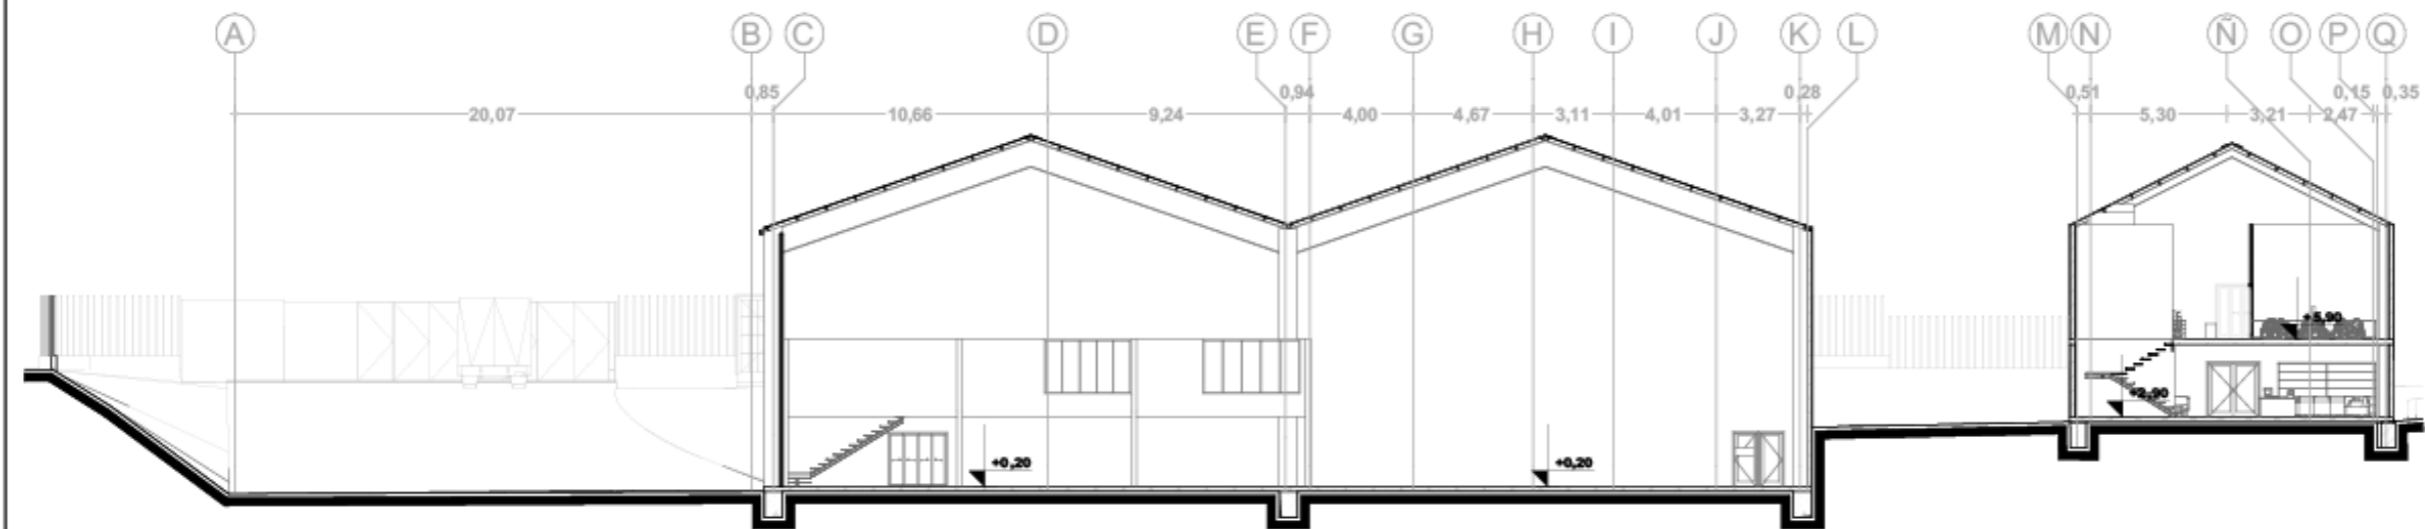 A B C D E F G H I J K L M N Ñ O P Q
0,85 0,94 0,28 0,51 0,15 0,35
20,07 10,66 9,24 4,00 4,67 3,11 4,01 3,27 5,30 3,21 2,47
+5,90
+2,90
+0,20 +0,20